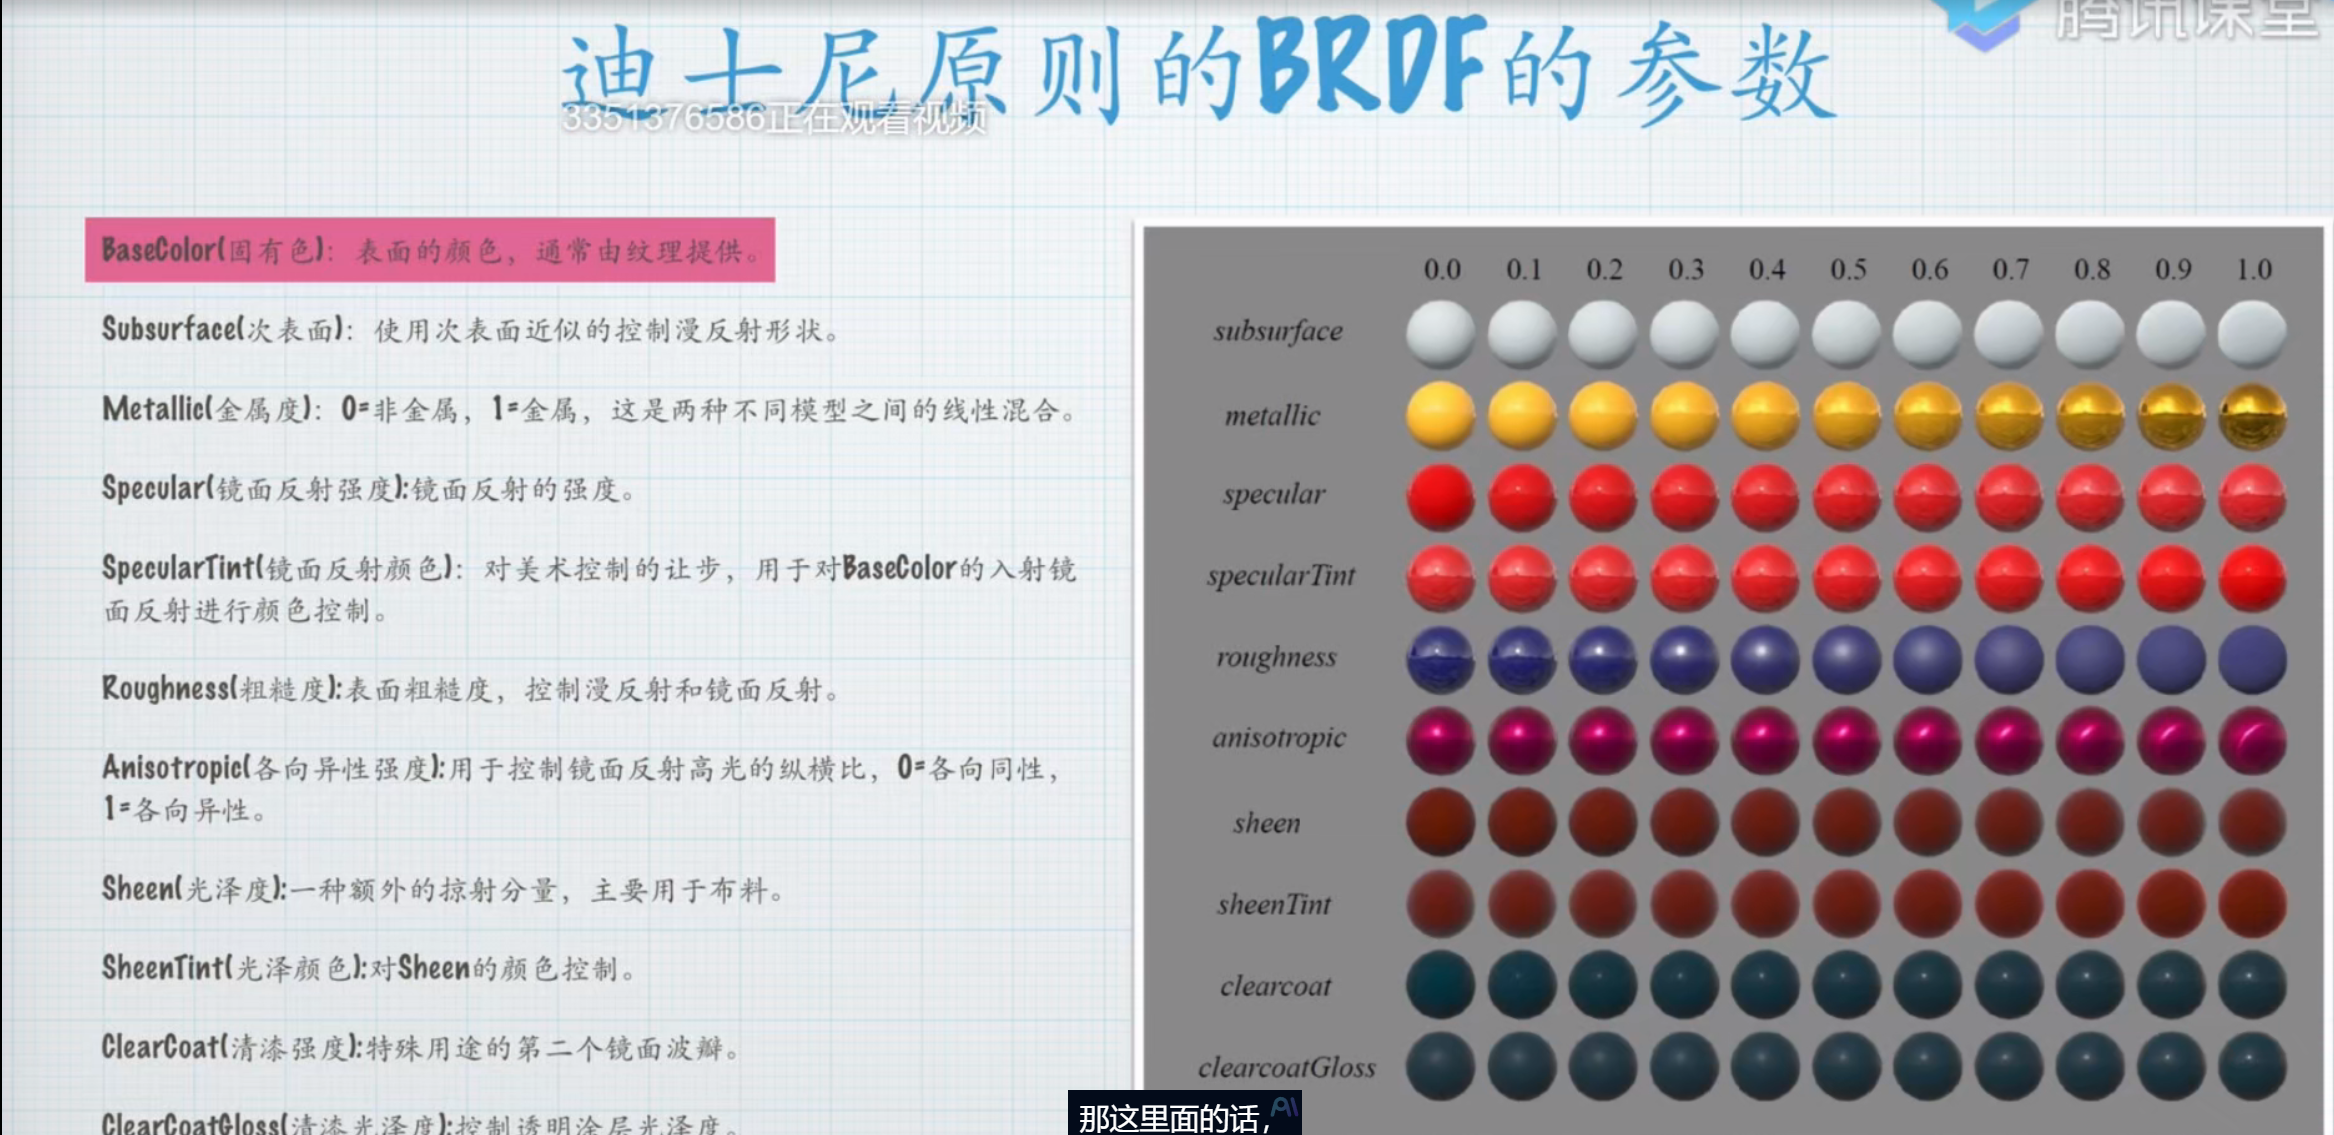 腾讯课堂
迪士尼原则的BRDF的参数
3351376586正在观看视频
BaseColor(固有色)：表面的颜色，通常由纹理提供。
Subsurface(次表面)：使用次表面近似的控制漫反射形状。
Metallic(金属度)：0=非金属，1=金属，这是两种不同模型之间的线性混合。
Specular(镜面反射强度):镜面反射的强度。
SpecularTint(镜面反射颜色)：对美术控制的让步，用于对BaseColor的入射镜
面反射进行颜色控制。
Roughness(粗糙度):表面粗糙度，控制漫反射和镜面反射。
Anisotropic(各向异性强度):用于控制镜面反射高光的纵横比，0=各向同性，
1=各向异性。
Sheen(光泽度):一种额外的掠射分量，主要用于布料。
SheenTint(光泽颜色):对Sheen的颜色控制。
ClearCoat(清漆强度):特殊用途的第二个镜面波瓣。
ClearCoatGloss(清漆光泽度):控制透明涂层光泽度。
0.0 0.1 0.2 0.3 0.4 0.5 0.6 0.7 0.8 0.9 1.0
subsurface
metallic
specular
specularTint
roughness
anisotropic
sheen
sheenTint
clearcoat
clearcoatGloss
那这里面的话，
AI